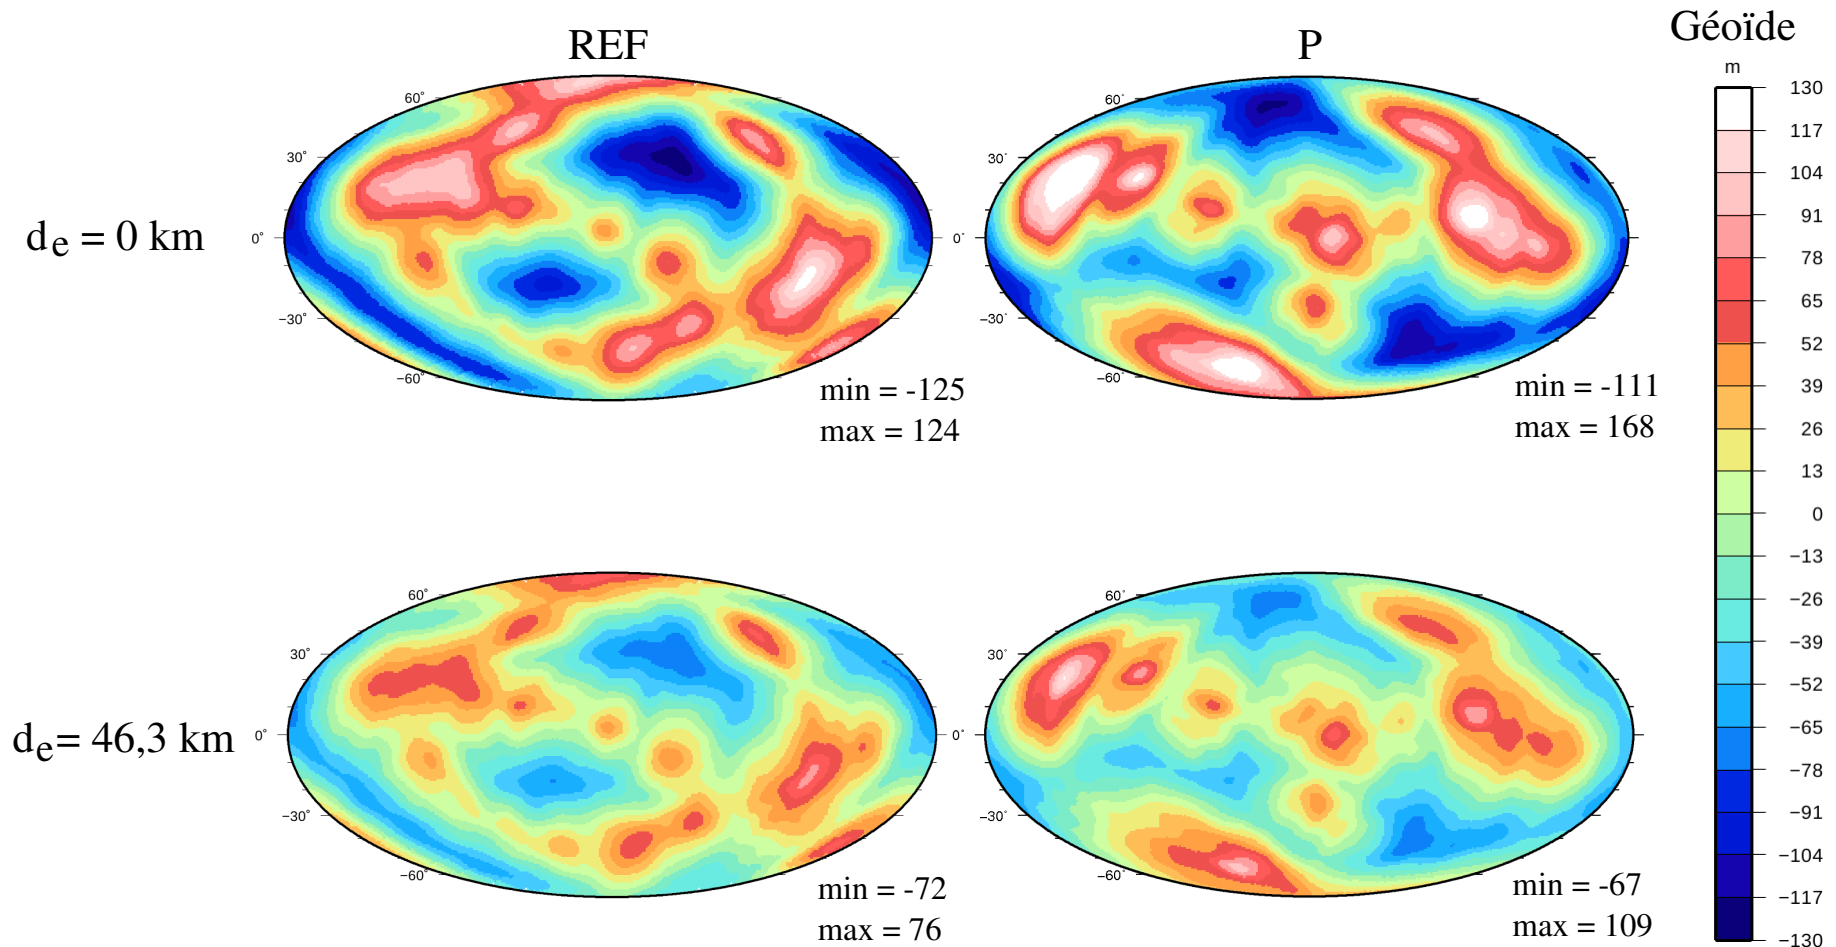 REF
P
Géoïde
m
130
117
104
91
78
65
52
39
26
13
0
−13
−26
−39
−52
−65
−78
−91
−104
−117
−130
de = 0 km
60°
30°
0°
−30°
−60°
min = -125
max = 124
60°
30°
0°
−30°
−60°
min = -111
max = 168
de= 46,3 km
60°
30°
0°
−30°
−60°
min = -72
max = 76
60°
30°
0°
−30°
−60°
min = -67
max = 109